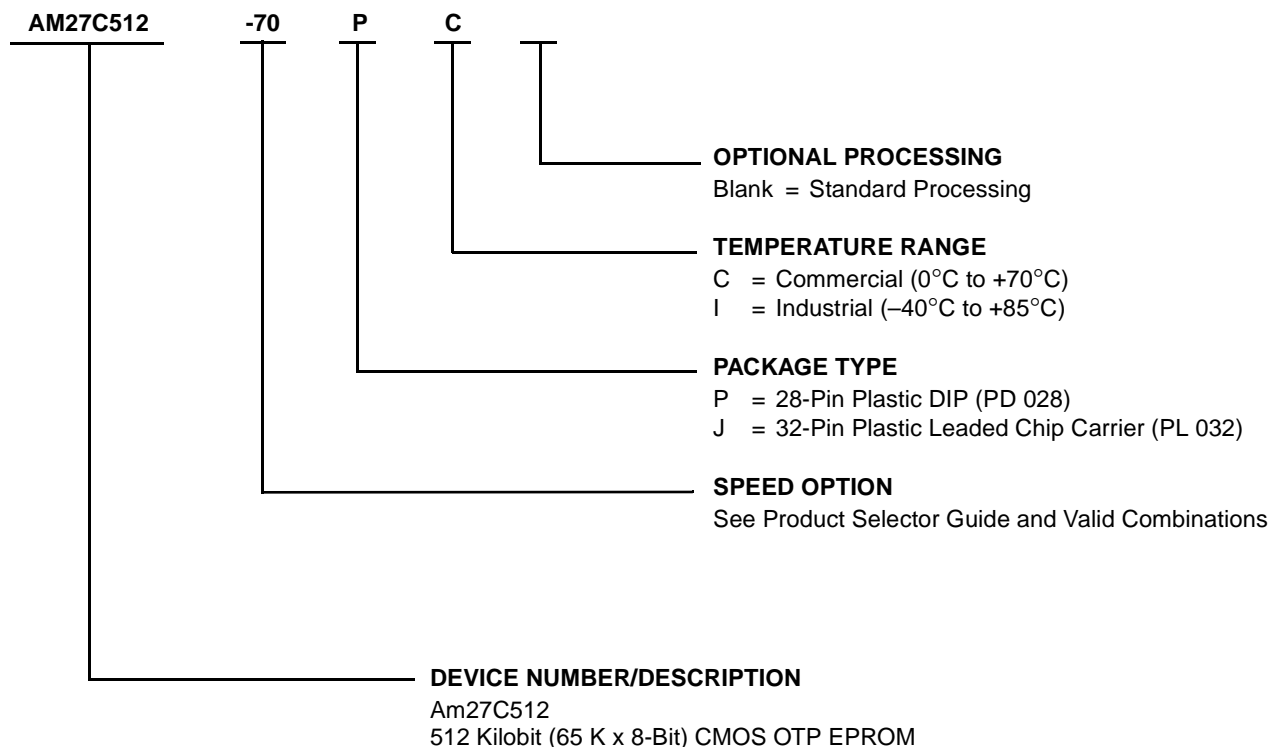 AM27C512 -70 P C
OPTIONAL PROCESSING
Blank = Standard Processing
TEMPERATURE RANGE
C = Commercial (0°C to +70°C)
I = Industrial (–40°C to +85°C)
PACKAGE TYPE
P = 28-Pin Plastic DIP (PD 028)
J = 32-Pin Plastic Leaded Chip Carrier (PL 032)
SPEED OPTION
See Product Selector Guide and Valid Combinations
DEVICE NUMBER/DESCRIPTION
Am27C512
512 Kilobit (65 K x 8-Bit) CMOS OTP EPROM